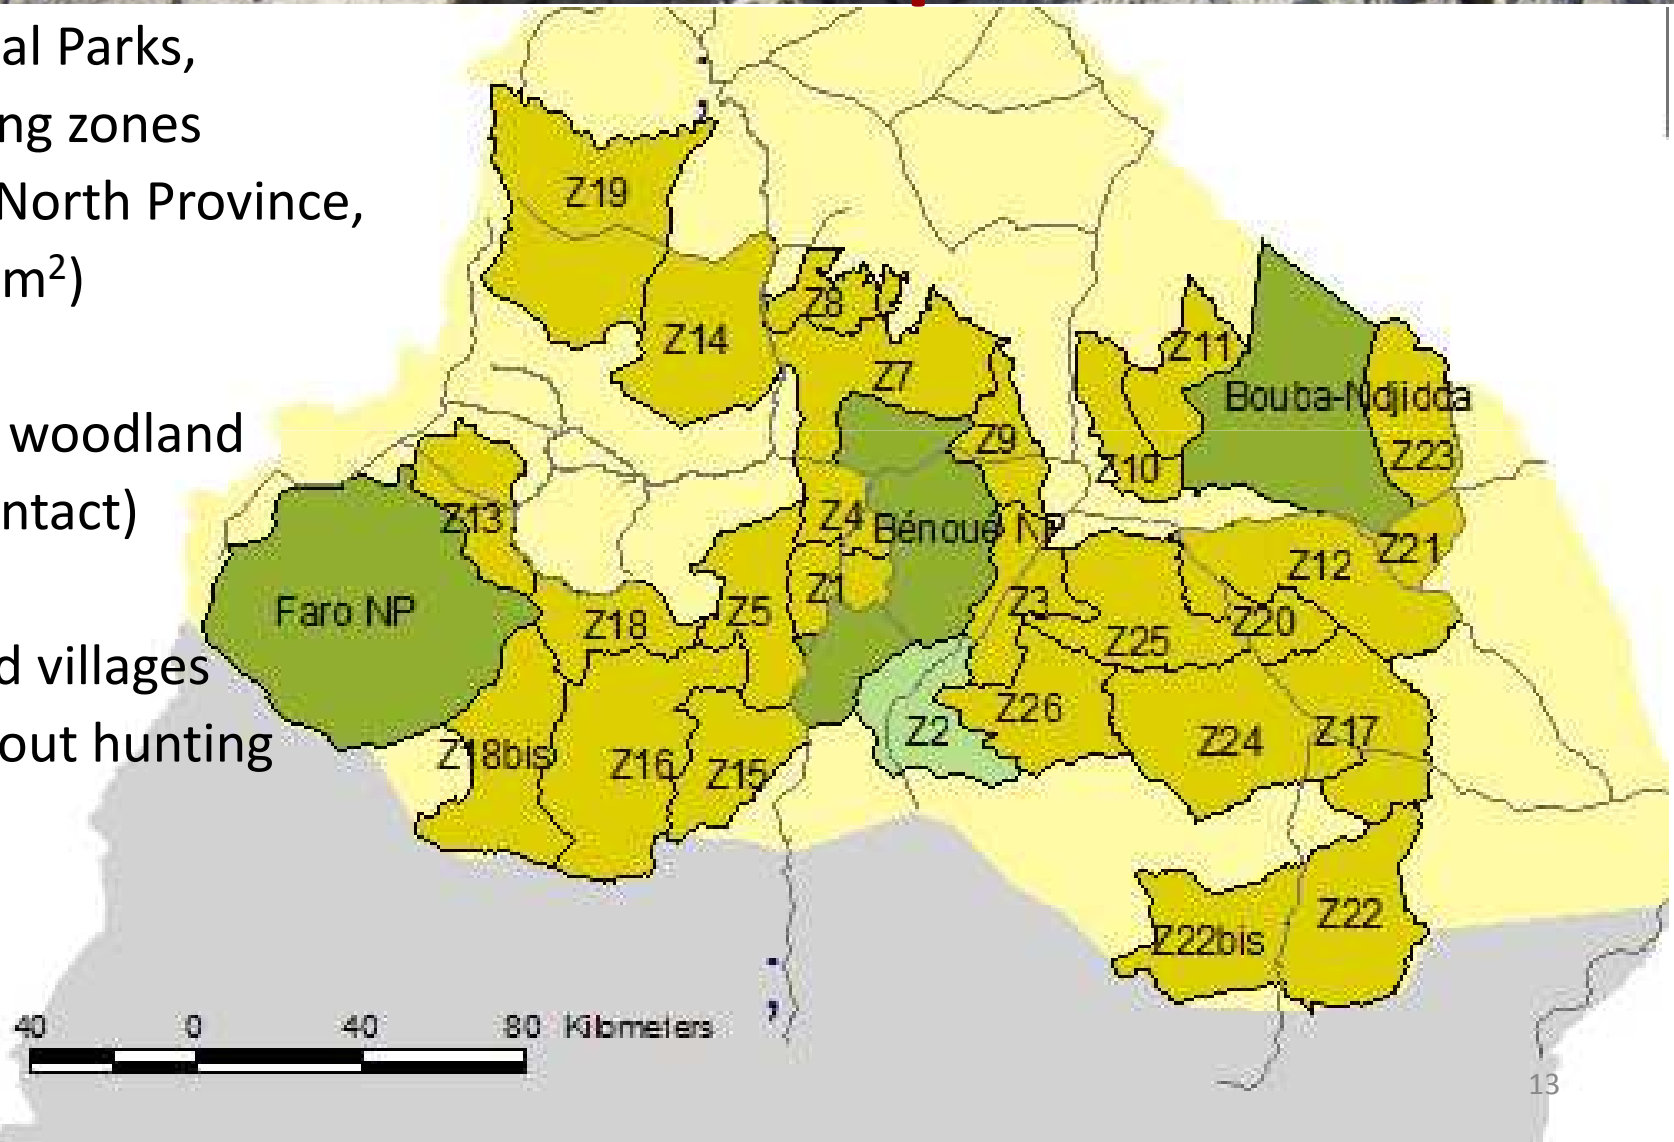 al Parks,
ng zones
North Province,
m²)
woodland
ntact)
d villages
out hunting
Z19
Z14
Z8
Z7
Z11
Bouba-Ndjidda
Z9
Z10
Z23
Z13
Z4
Bénoué NP
Z12
Z21
Faro NP
Z18
Z5
Z1
Z3
Z25
Z20
Z18bis
Z16
Z15
Z2
Z26
Z24
Z17
Z22bis
Z22
40 0 40 80 Kilometers
13